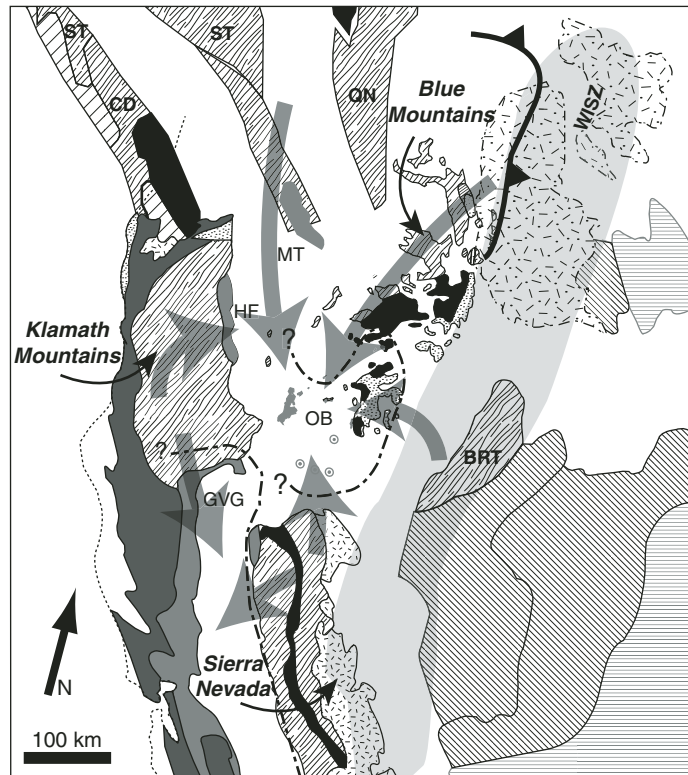 ST
ST
CD
QN
Blue
Mountains
WISZ
MT
HF
Klamath
Mountains
?
OB
?
?
BRT
GVG
Sierra
Nevada
N
100 km